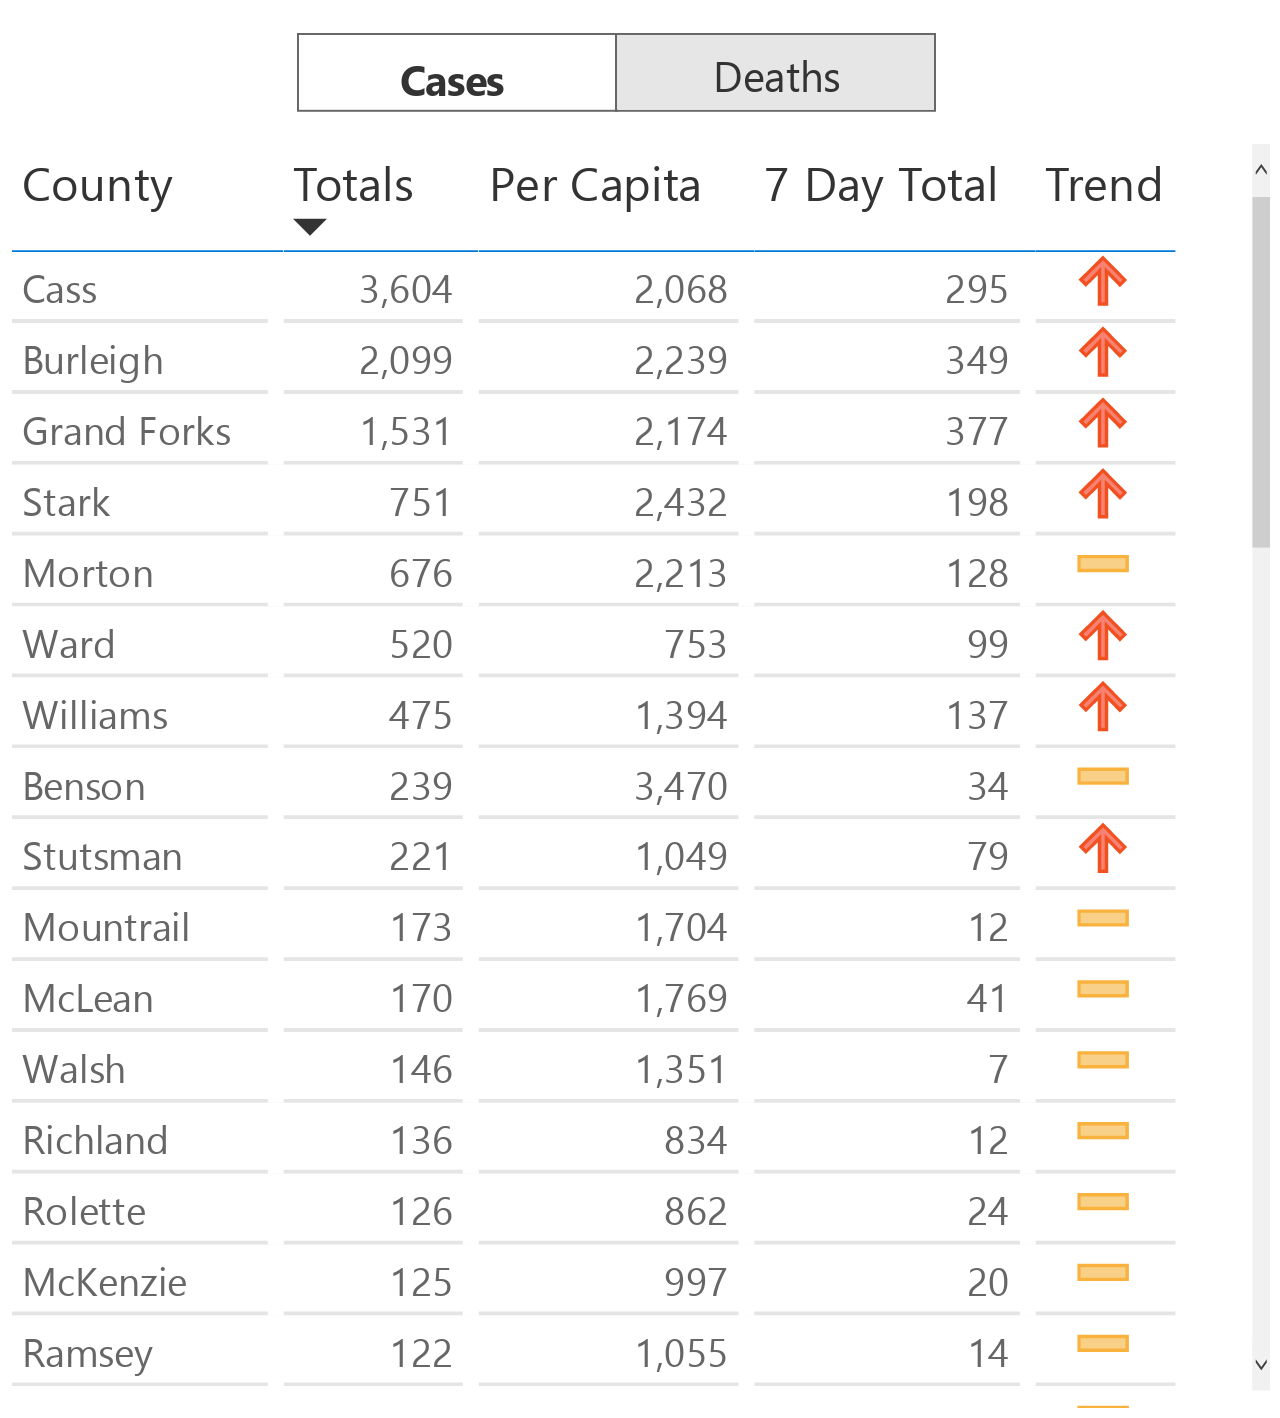 Cases Deaths
County Totals Per Capita 7 Day Total Trend
Cass 3,604 2,068 295
Burleigh 2,099 2,239 349
Grand Forks 1,531 2,174 377
Stark 751 2,432 198
Morton 676 2,213 128
Ward 520 753 99
Williams 475 1,394 137
Benson 239 3,470 34
Stutsman 221 1,049 79
Mountrail 173 1,704 12
McLean 170 1,769 41
Walsh 146 1,351 7
Richland 136 834 12
Rolette 126 862 24
McKenzie 125 997 20
Ramsey 122 1,055 14